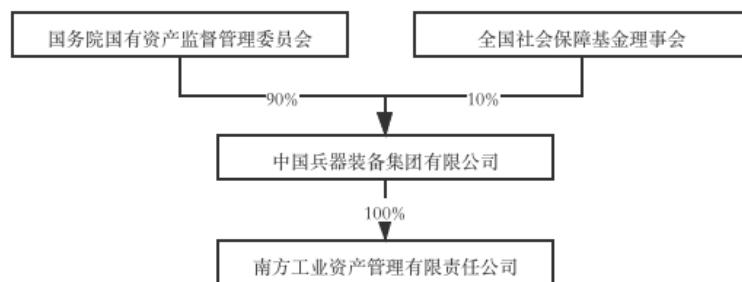 国务院国有资产监督管理委员会
全国社会保障基金理事会
90%
10%
中国兵器装备集团有限公司
100%
南方工业资产管理有限责任公司